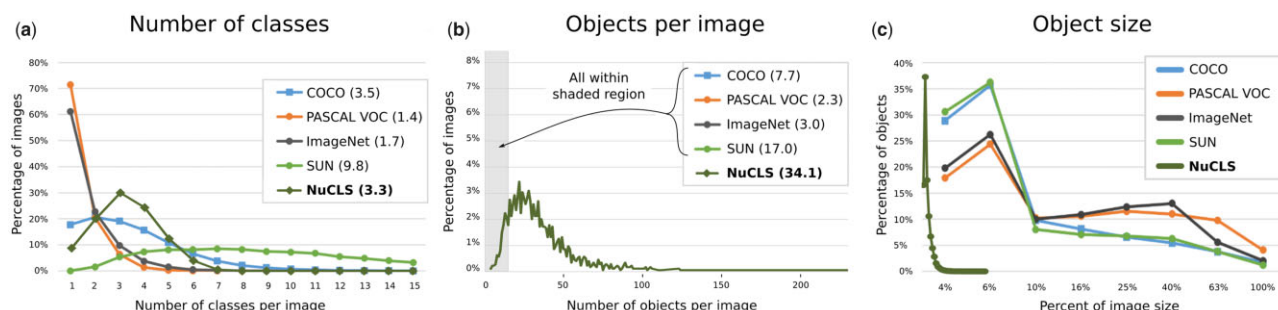 (a) Number of classes
Percentage of images
80%
70%
60%
50%
40%
30%
20%
10%
0%
COCO (3.5)
PASCAL VOC (1.4)
ImageNet (1.7)
SUN (9.8)
NuCLS (3.3)
1 2 3 4 5 6 7 8 9 10 11 12 13 14 15
Number of classes per image
(b) Objects per image
Percentage of images
8%
7%
6%
5%
4%
3%
2%
1%
0%
All within
shaded region
COCO (7.7)
PASCAL VOC (2.3)
ImageNet (3.0)
SUN (17.0)
NuCLS (34.1)
0 50 100 150 200
Number of objects per image
(c) Object size
Percentage of objects
40%
35%
30%
25%
20%
15%
10%
5%
0%
COCO
PASCAL VOC
ImageNet
SUN
NuCLS
4% 6% 10% 16% 25% 40% 63% 100%
Percent of image size